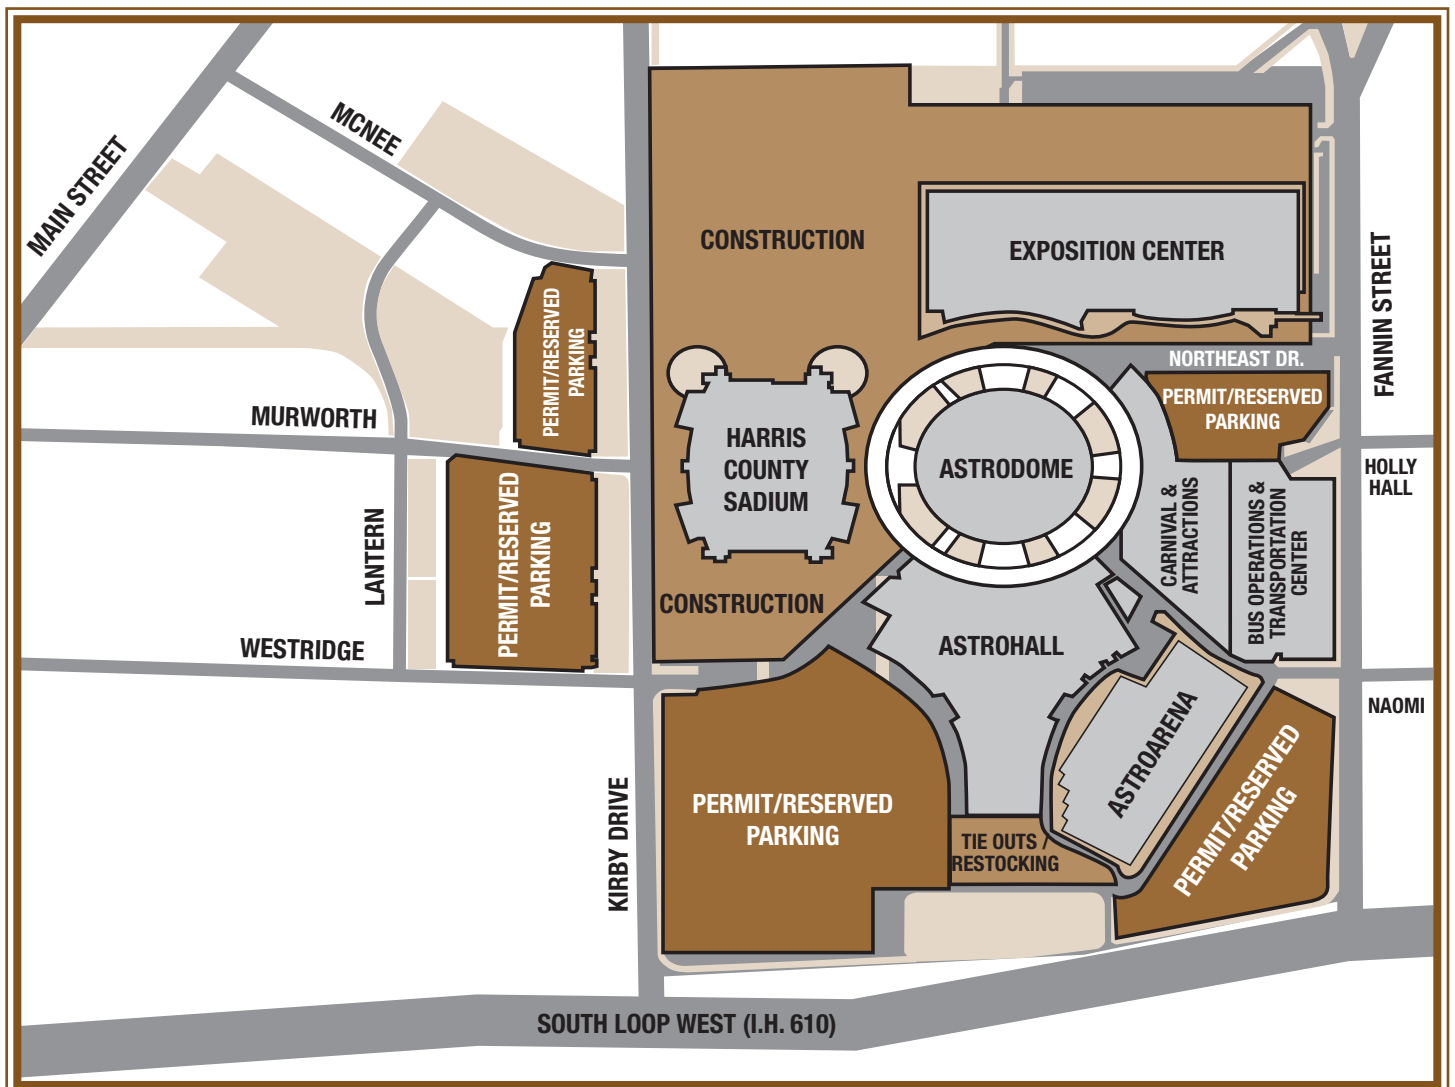 MAIN STREET
MCNEE
CONSTRUCTION
EXPOSITION CENTER
FANNIN STREET
PERMIT/RESERVED
PARKING
NORTHEAST DR.
PERMIT/RESERVED
PARKING
MURWORTH
HARRIS
COUNTY
SADIUM
ASTRODOME
HOLLY
HALL
LANTERN
PERMIT/RESERVED
PARKING
CARNIVAL &
ATTRACTIONS
BUS OPERATIONS &
TRANSPORTATION
CENTER
CONSTRUCTION
WESTRIDGE
ASTROHALL
NAOMI
ASTROARENA
KIRBY DRIVE
PERMIT/RESERVED
PARKING
TIE OUTS /
RESTOCKING
PERMIT/RESERVED
PARKING
SOUTH LOOP WEST (I.H. 610)